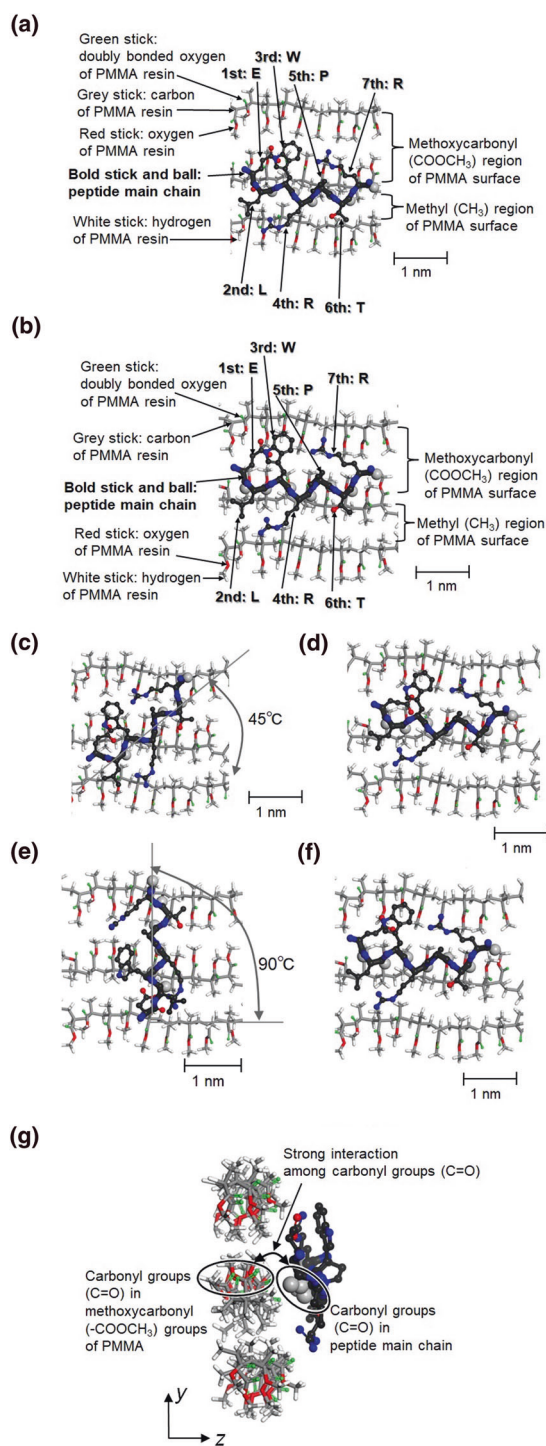 (a)
Green stick:
doubly bonded oxygen
of PMMA resin
Grey stick: carbon
of PMMA resin
Red stick: oxygen
of PMMA resin
Bold stick and ball:
peptide main chain
White stick: hydrogen
of PMMA resin
1st: E
3rd: W
5th: P
7th: R
2nd: L
4th: R
6th: T
Methoxycarbonyl
(COOCH3) region
of PMMA surface
Methyl (CH3) region
of PMMA surface
1 nm
(b)
Green stick:
doubly bonded oxygen
of PMMA resin
Grey stick: carbon
of PMMA resin
Bold stick and ball:
peptide main chain
Red stick: oxygen
of PMMA resin
White stick: hydrogen
of PMMA resin
1st: E
3rd: W
5th: P
7th: R
2nd: L
4th: R
6th: T
Methoxycarbonyl
(COOCH3) region
of PMMA surface
Methyl (CH3) region
of PMMA surface
1 nm
(c)
45°C
1 nm
(d)
1 nm
(e)
90°C
1 nm
(f)
1 nm
(g)
Strong interaction
among carbonyl groups (C=O)
Carbonyl groups
(C=O) in
methoxycarbonyl
(-COOCH3) groups
of PMMA
Carbonyl groups
(C=O) in
peptide main chain
y
z